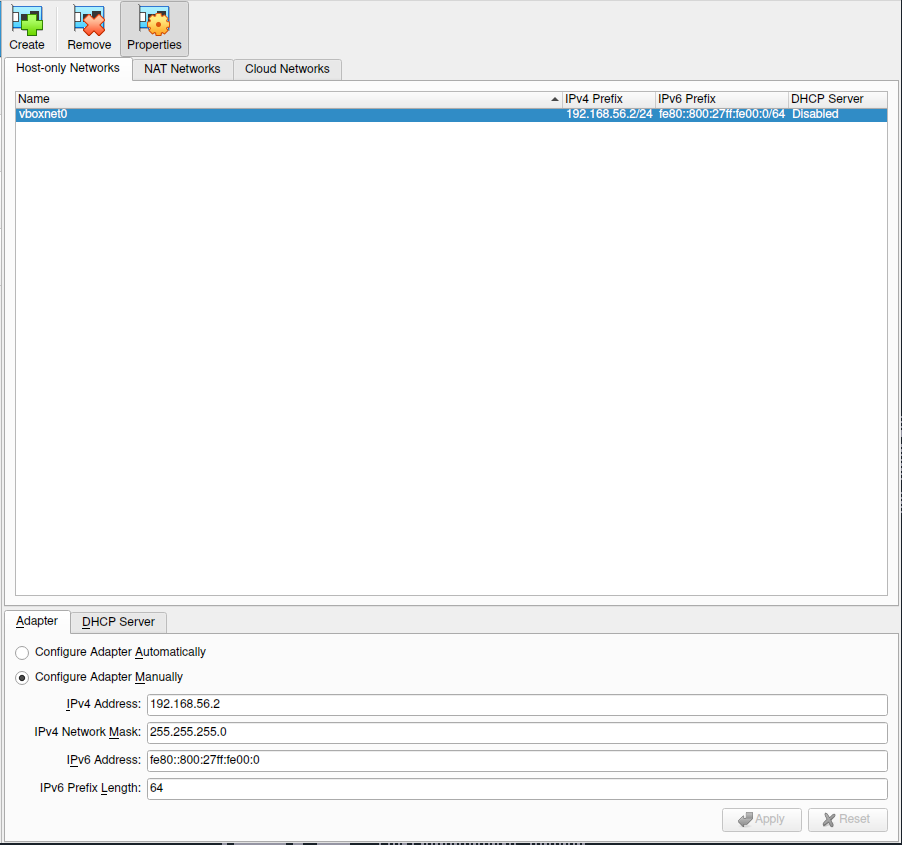 Create Remove Properties
Host-only Networks NAT Networks Cloud Networks
Name IPv4 Prefix IPv6 Prefix DHCP Server
vboxnet0 192.168.56.2/24 fe80::800:27ff:fe00:0/64 Disabled
Adapter DHCP Server
Configure Adapter Automatically
Configure Adapter Manually
IPv4 Address: 192.168.56.2
IPv4 Network Mask: 255.255.255.0
IPv6 Address: fe80::800:27ff:fe00:0
IPv6 Prefix Length: 64
Apply Reset